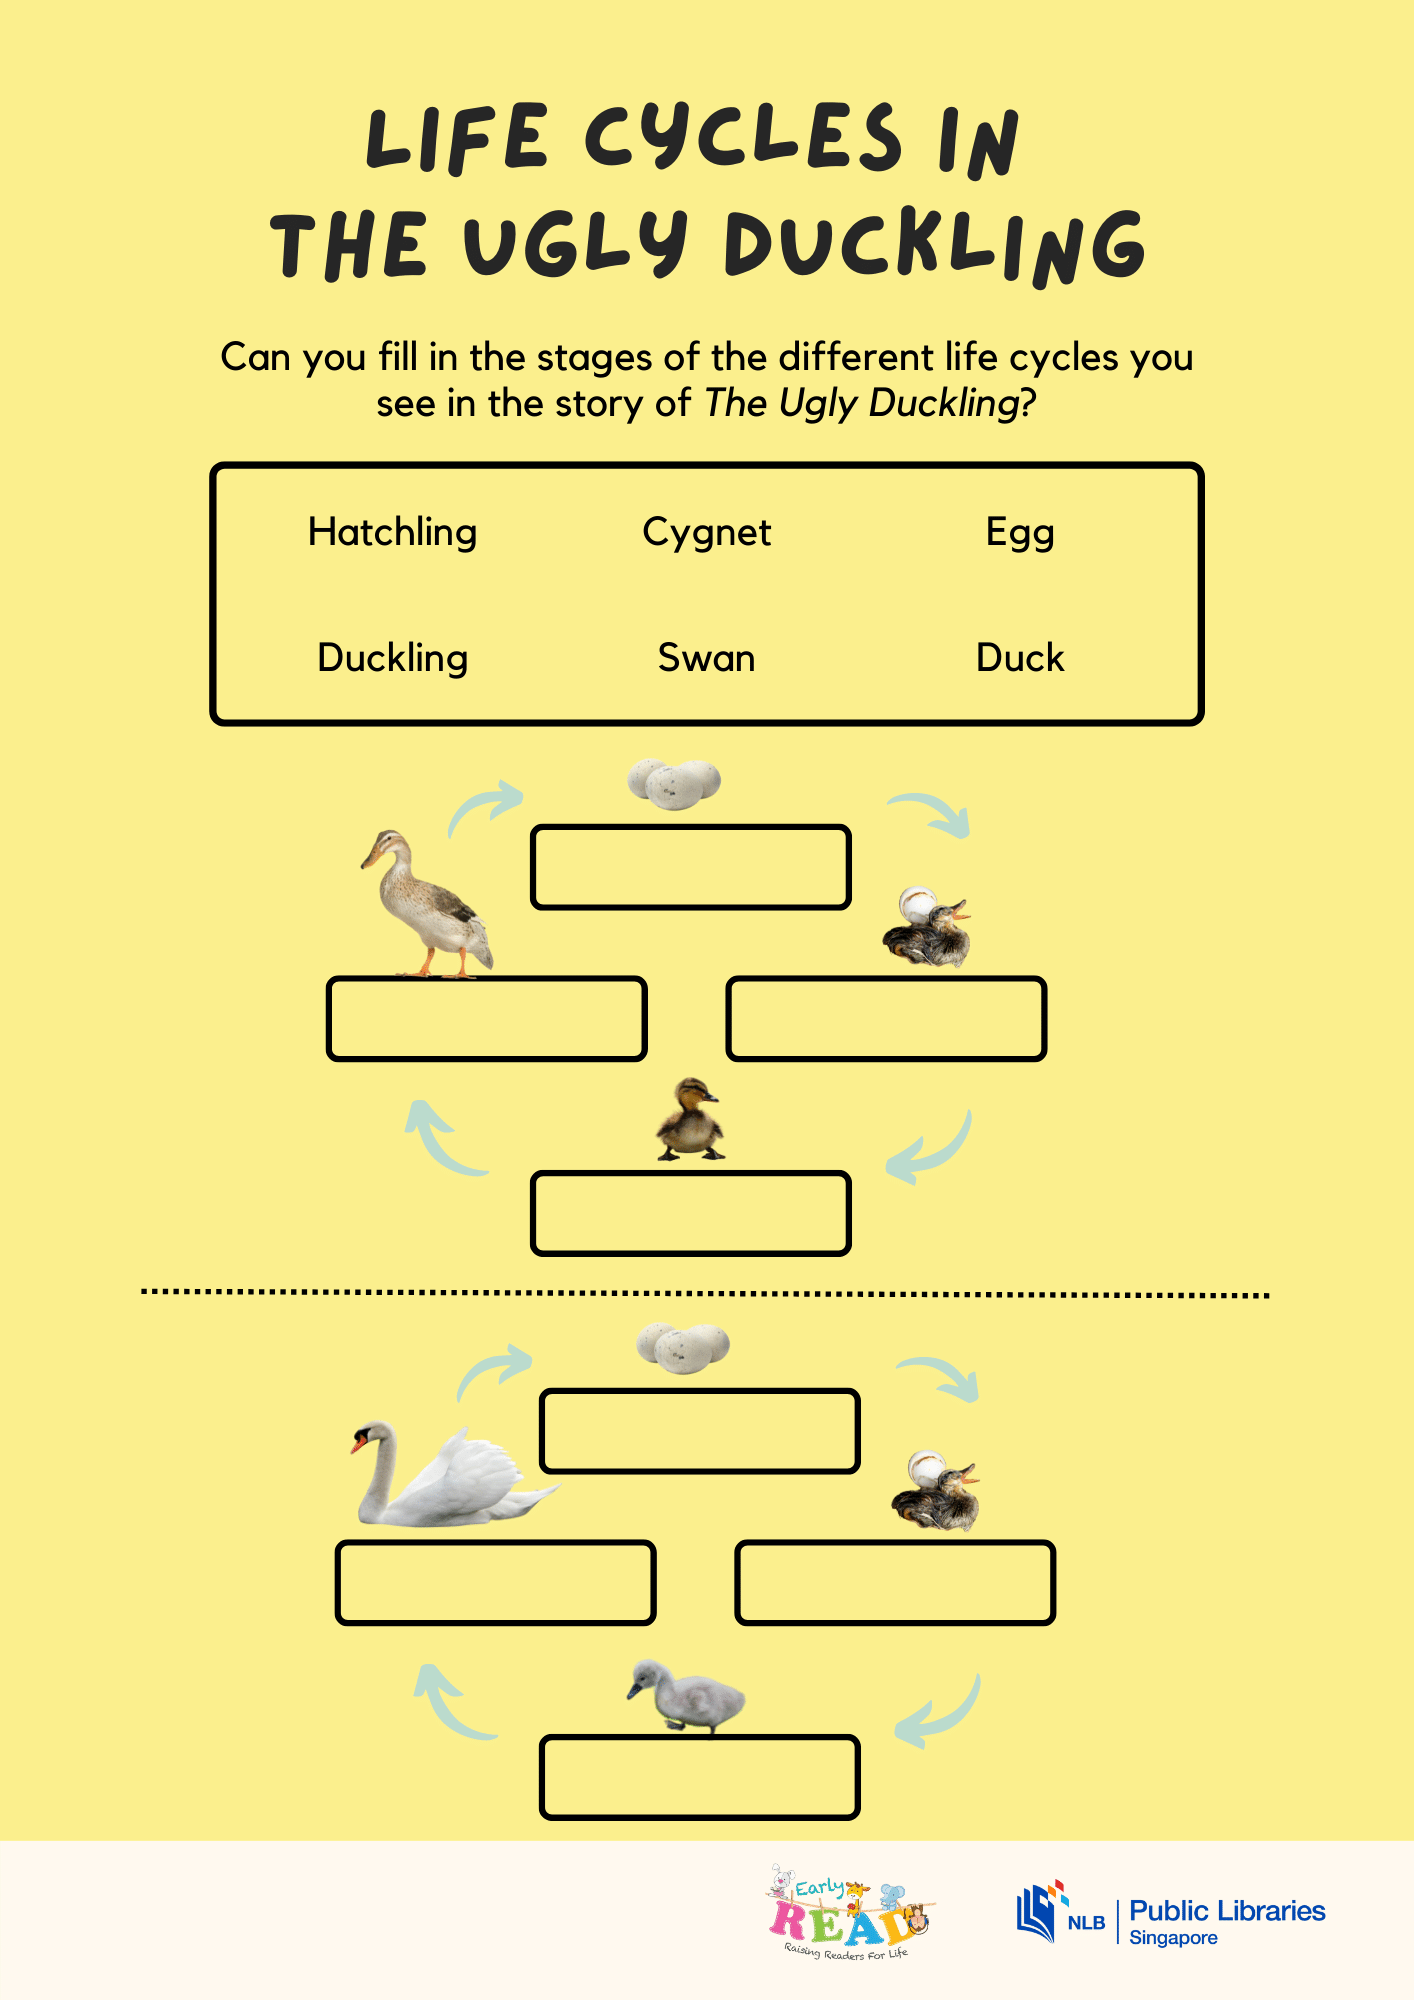 LIFE CYCLES IN
THE UGLY DUCKLING
Can you fill in the stages of the different life cycles you
see in the story of The Ugly Duckling?
Hatchling Cygnet Egg
Duckling Swan Duck
Early
READ
Raising Readers For Life
NLB Public Libraries
Singapore